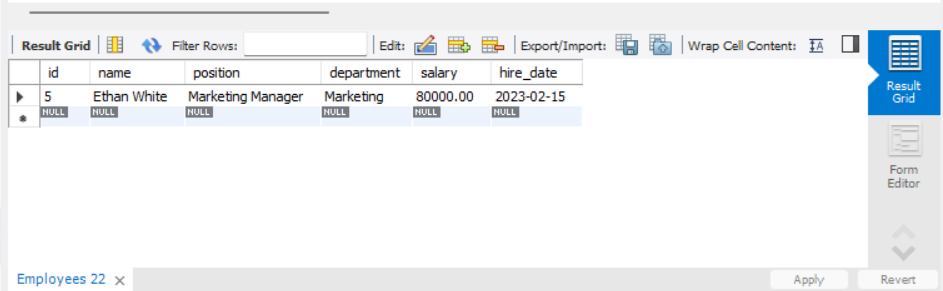 Result Grid Filter Rows: Edit: Export/Import: Wrap Cell Content: IA
id name position department salary hire_date
5 Ethan White Marketing Manager Marketing 80000.00 2023-02-15
NULL NULL NULL NULL NULL NULL
Result
Grid
Form
Editor
Employees 22 × Apply Revert